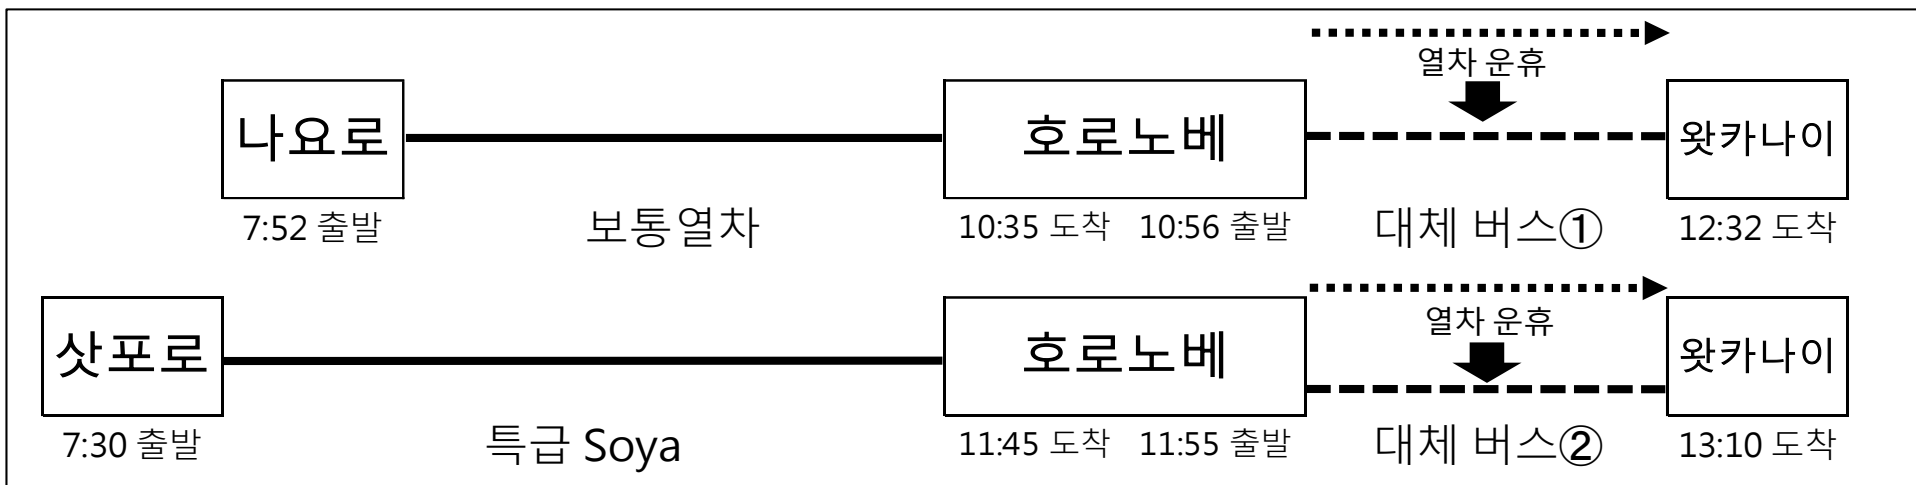 열차 운휴
나요로
호로노베
왓카나이
7:52 출발
보통열차
10:35 도착
10:56 출발
대체 버스①
12:32 도착
열차 운휴
삿포로
호로노베
왓카나이
7:30 출발
특급 Soya
11:45 도착
11:55 출발
대체 버스②
13:10 도착